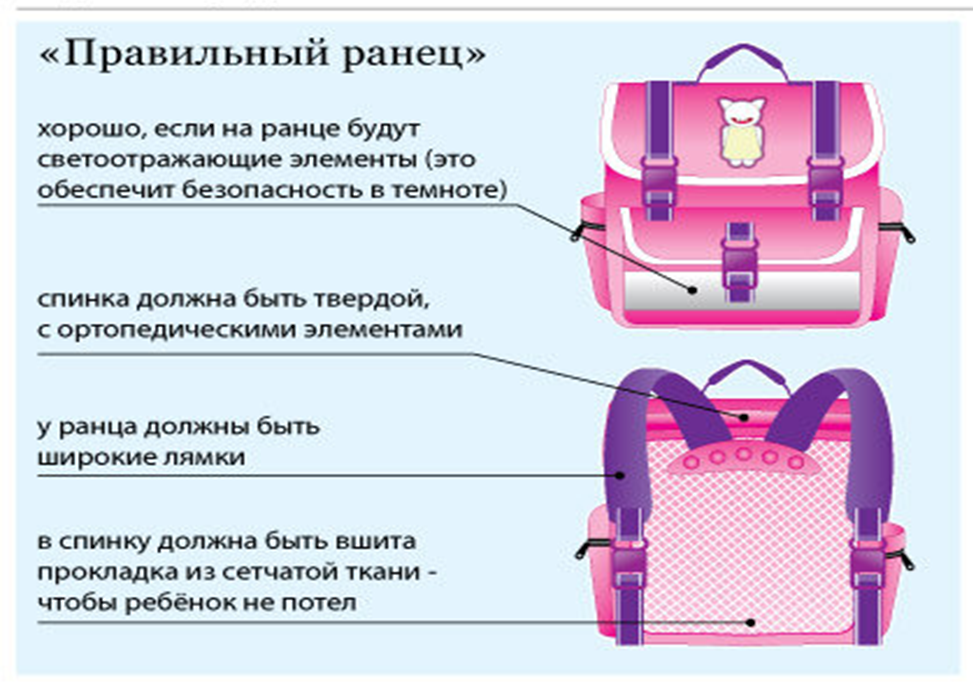 «Правильный ранец»
хорошо, если на ранце будут
светоотражающие элементы (это
обеспечит безопасность в темноте)
спинка должна быть твердой,
с ортопедическими элементами
у ранца должны быть
широкие лямки
в спинку должна быть вшита
прокладка из сетчатой ткани -
чтобы ребёнок не потел